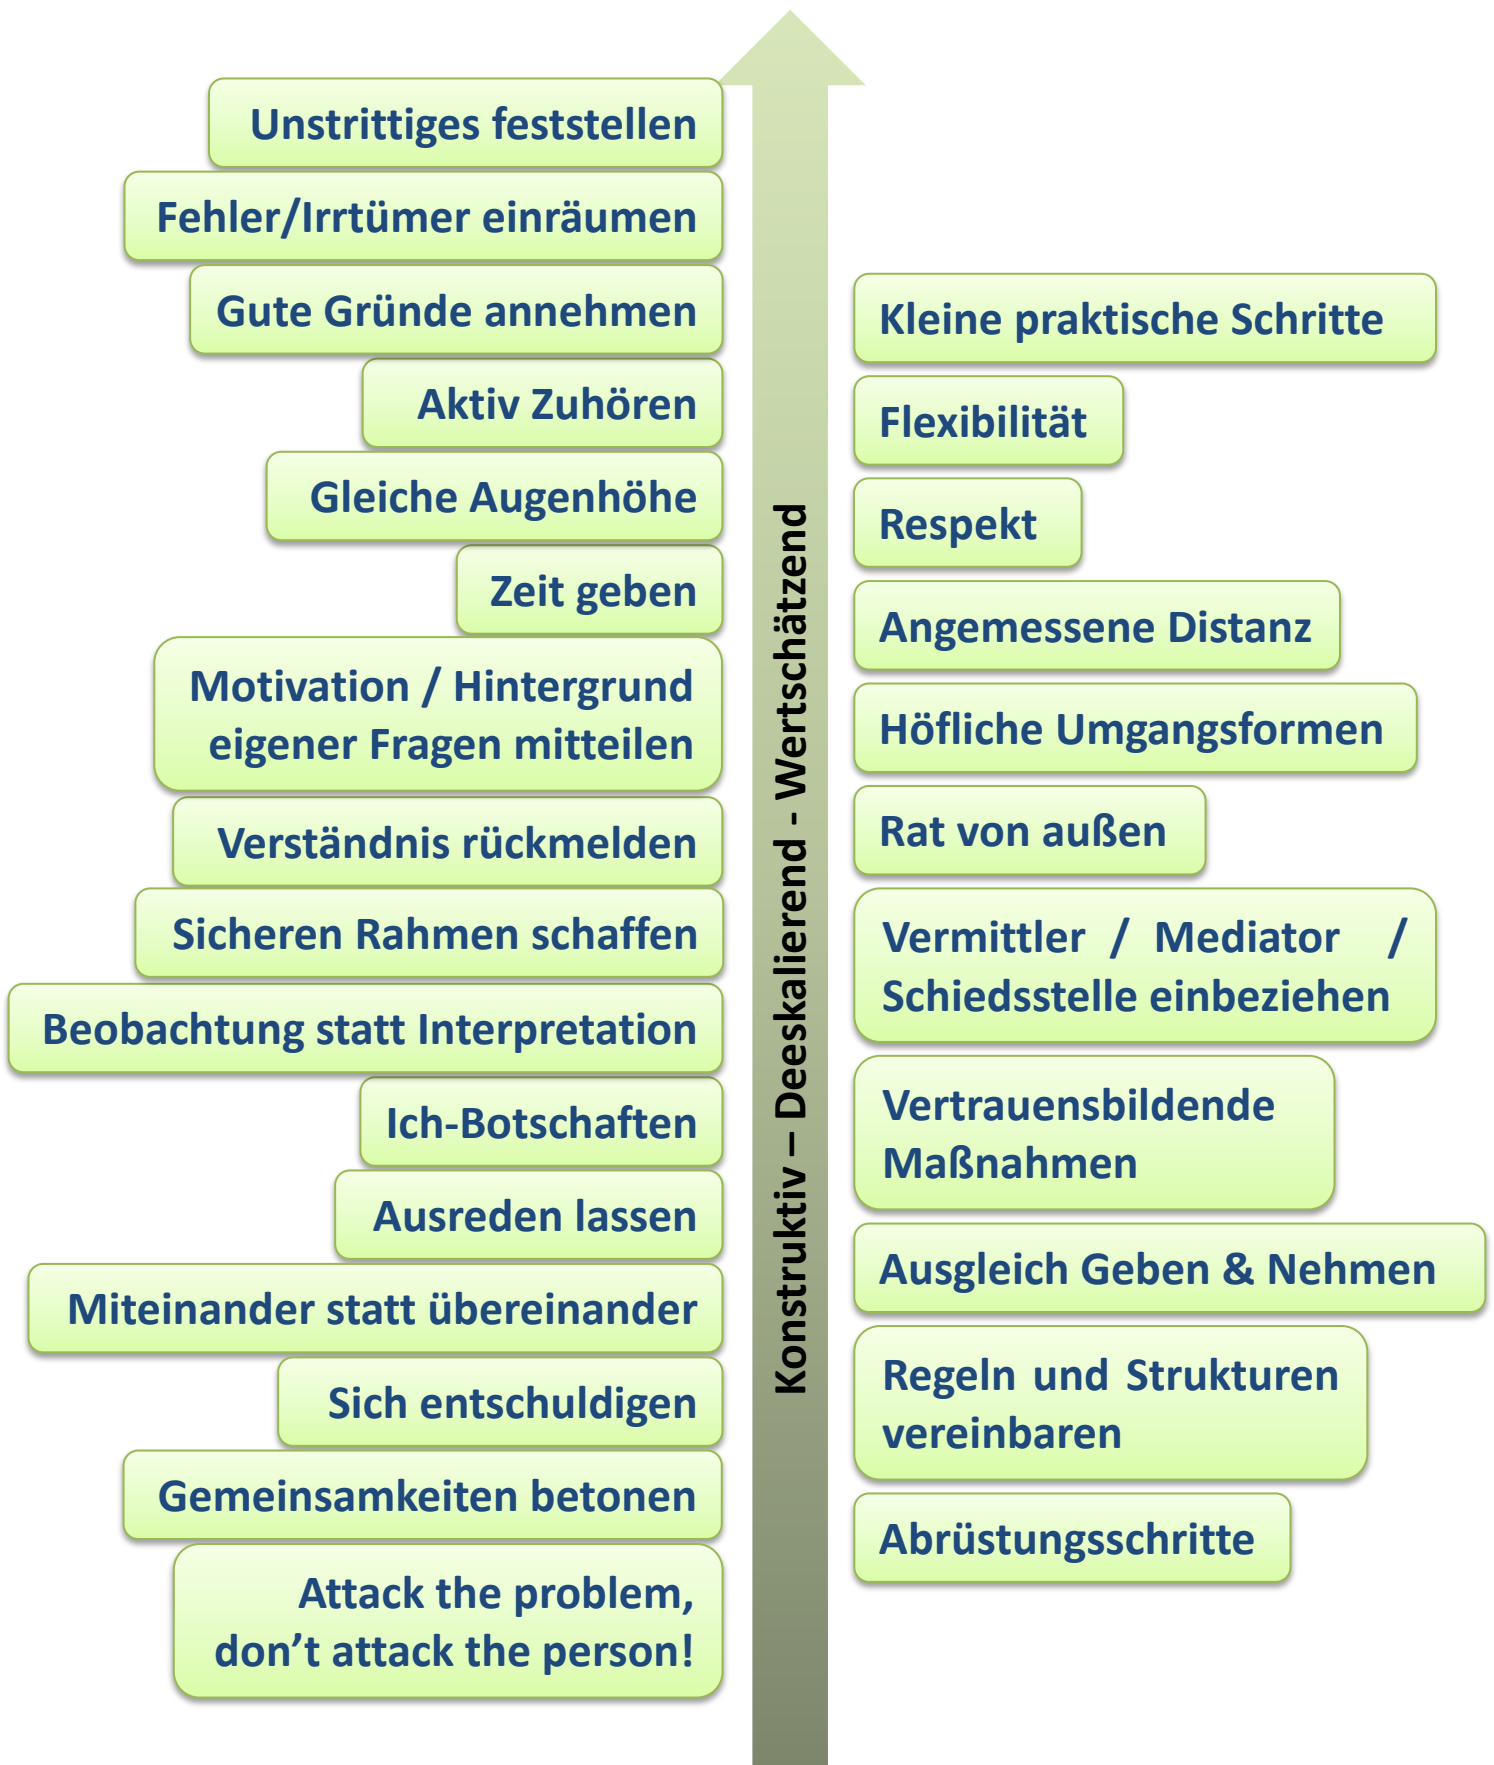 Unstrittiges feststellen
Fehler/Irrtümer einräumen
Gute Gründe annehmen
Aktiv Zuhören
Gleiche Augenhöhe
Zeit geben
Motivation / Hintergrund
eigener Fragen mitteilen
Verständnis rückmelden
Sicheren Rahmen schaffen
Beobachtung statt Interpretation
Ich-Botschaften
Ausreden lassen
Miteinander statt übereinander
Sich entschuldigen
Gemeinsamkeiten betonen
Attack the problem,
don’t attack the person!
Konstruktiv – Deeskalierend - Wertschätzend
Kleine praktische Schritte
Flexibilität
Respekt
Angemessene Distanz
Höfliche Umgangsformen
Rat von außen
Vermittler / Mediator /
Schiedsstelle einbeziehen
Vertrauensbildende
Maßnahmen
Ausgleich Geben & Nehmen
Regeln und Strukturen
vereinbaren
Abrüstungsschritte